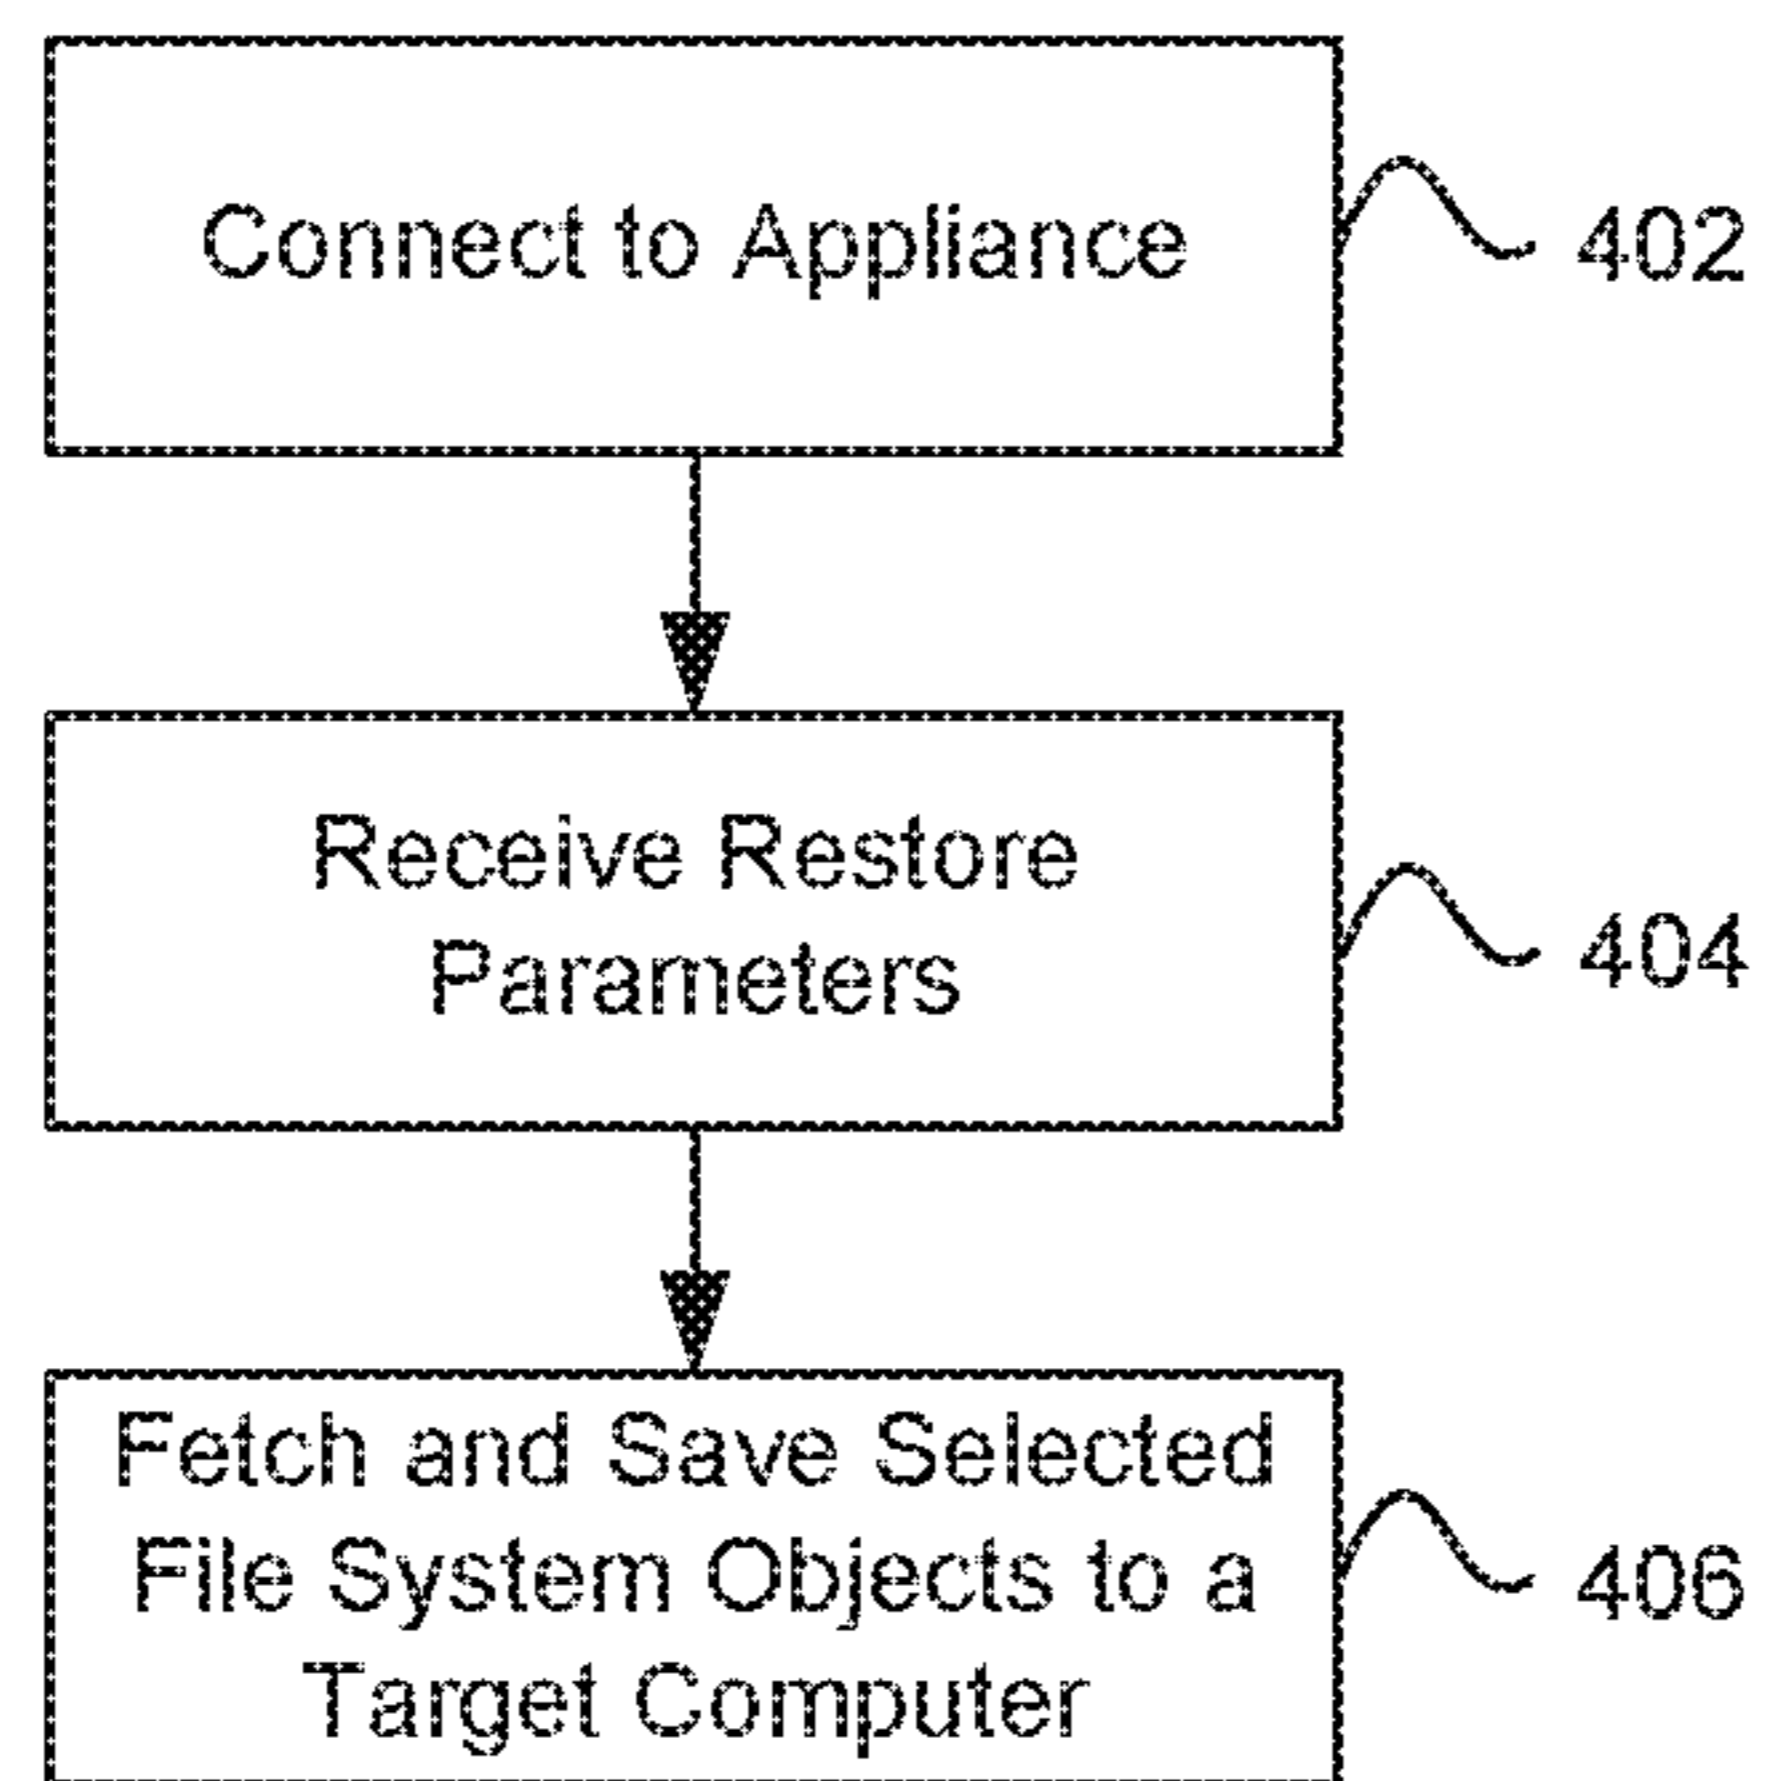 Connect to Appliance
402
Receive Restore
Parameters
404
Fetch and Save Selected
File System Objects to a
Target Computer
406